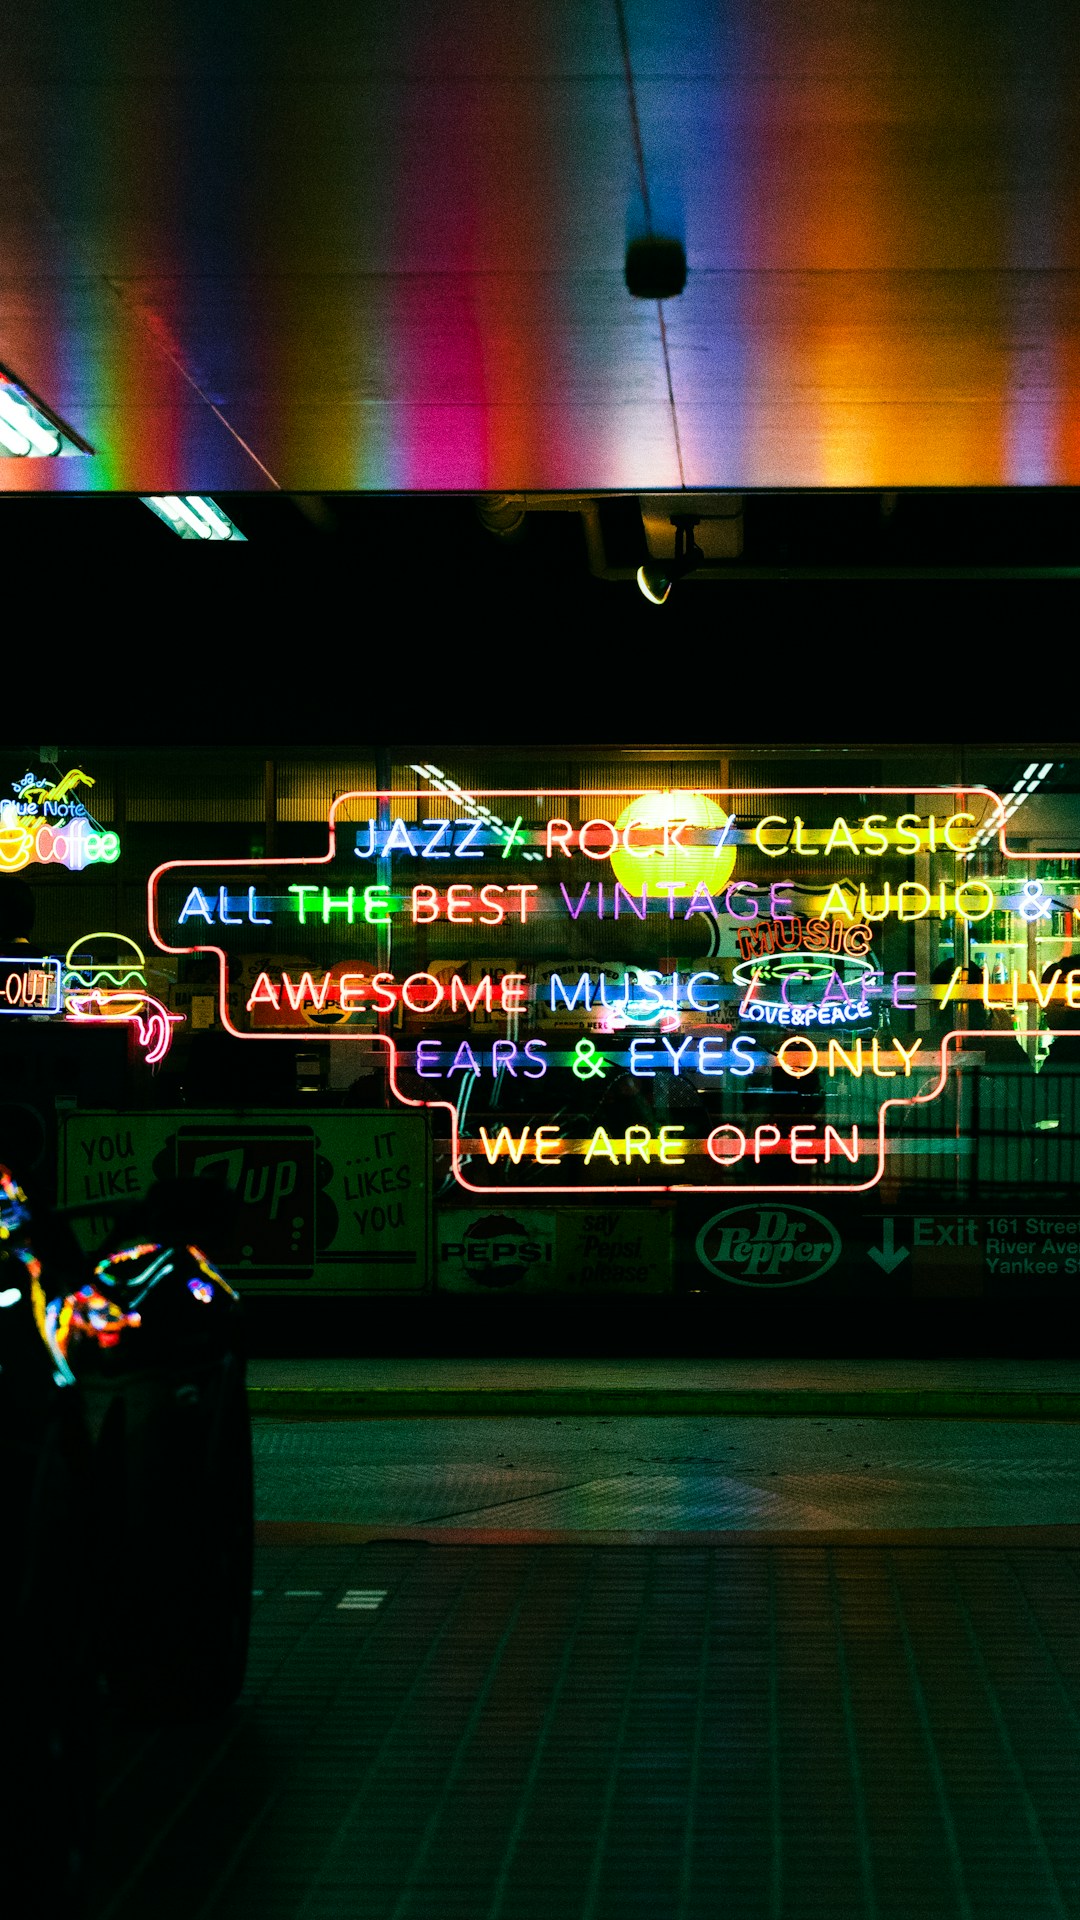 Blue Note
Coffee
-OUT
JAZZ / ROCK / CLASSIC
ALL THE BEST VINTAGE AUDIO &
AWESOME MUSIC / CAFE / LIVE
EARS & EYES ONLY
WE ARE OPEN
MUSIC
LOVE&PEACE
YOU
LIKE
7up
...IT
LIKES
YOU
PEPSI
say
"Pepsi
please"
Dr Pepper
Exit
161 Street
River Ave
Yankee S